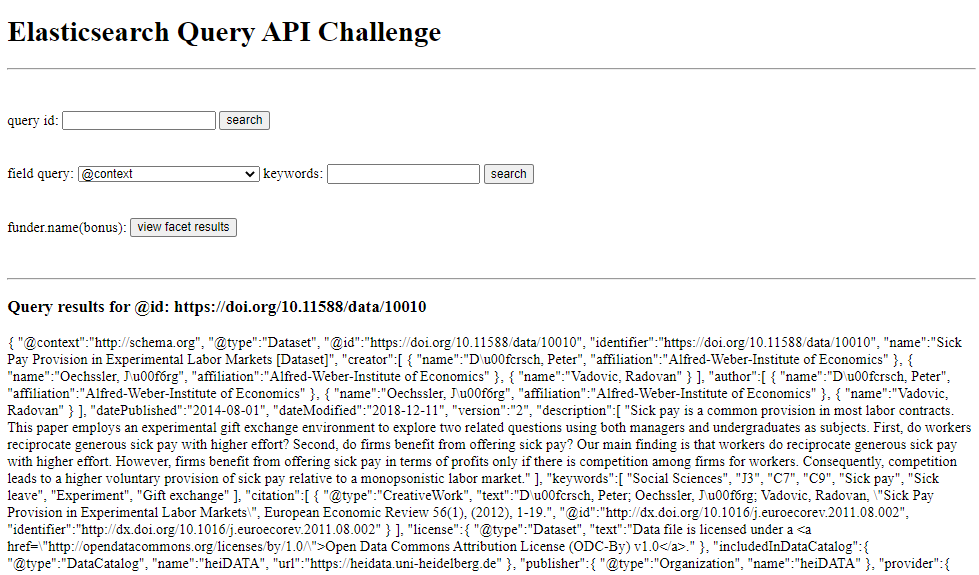 Elasticsearch Query API Challenge
query id: search
field query: @context keywords: search
funder.name(bonus): view facet results
Query results for @id: https://doi.org/10.11588/data/10010
{ "@context":"http://schema.org", "@type":"Dataset", "@id":"https://doi.org/10.11588/data/10010", "identifier":"https://doi.org/10.11588/data/10010", "name":"Sick
Pay Provision in Experimental Labor Markets [Dataset]", "creator":[ { "name":"D\u00fcrsch, Peter", "affiliation":"Alfred-Weber-Institute of Economics" }, {
"name":"Oechssler, J\u00f6rg", "affiliation":"Alfred-Weber-Institute of Economics" }, { "name":"Vadovic, Radovan" } ], "author":[ { "name":"D\u00fcrsch, Peter",
"affiliation":"Alfred-Weber-Institute of Economics" }, { "name":"Oechssler, J\u00f6rg", "affiliation":"Alfred-Weber-Institute of Economics" }, { "name":"Vadovic,
Radovan" } ], "datePublished":"2014-08-01", "dateModified":"2018-12-11", "version":"2", "description":[ "Sick pay is a common provision in most labor contracts.
This paper employs an experimental gift exchange environment to explore two related questions using both managers and undergraduates as subjects. First, do workers
reciprocate generous sick pay with higher effort? Second, do firms benefit from offering sick pay? Our main finding is that workers do reciprocate generous sick pay
with higher effort. However, firms benefit from offering sick pay in terms of profits only if there is competition among firms for workers. Consequently, competition
leads to a higher voluntary provision of sick pay relative to a monopsonistic labor market." ], "keywords":[ "Social Sciences", "J3", "C7", "C9", "Sick pay", "Sick
leave", "Experiment", "Gift exchange" ], "citation":[ { "@type":"CreativeWork", "text":"D\u00fcrsch, Peter; Oechssler, J\u00f6rg; Vadovic, Radovan, \"Sick Pay
Provision in Experimental Labor Markets\", European Economic Review 56(1), (2012), 1-19.", "@id":"http://dx.doi.org/10.1016/j.euroecorev.2011.08.002",
"identifier":"http://dx.doi.org/10.1016/j.euroecorev.2011.08.002" } ], "license":{ "@type":"Dataset", "text":"Data file is licensed under a <a
href=\"http://opendatacommons.org/licenses/by/1.0/\">Open Data Commons Attribution License (ODC-By) v1.0</a>." }, "includedInDataCatalog":{
"@type":"DataCatalog", "name":"heiDATA", "url":"https://heidata.uni-heidelberg.de" }, "publisher":{ "@type":"Organization", "name":"heiDATA" }, "provider":{